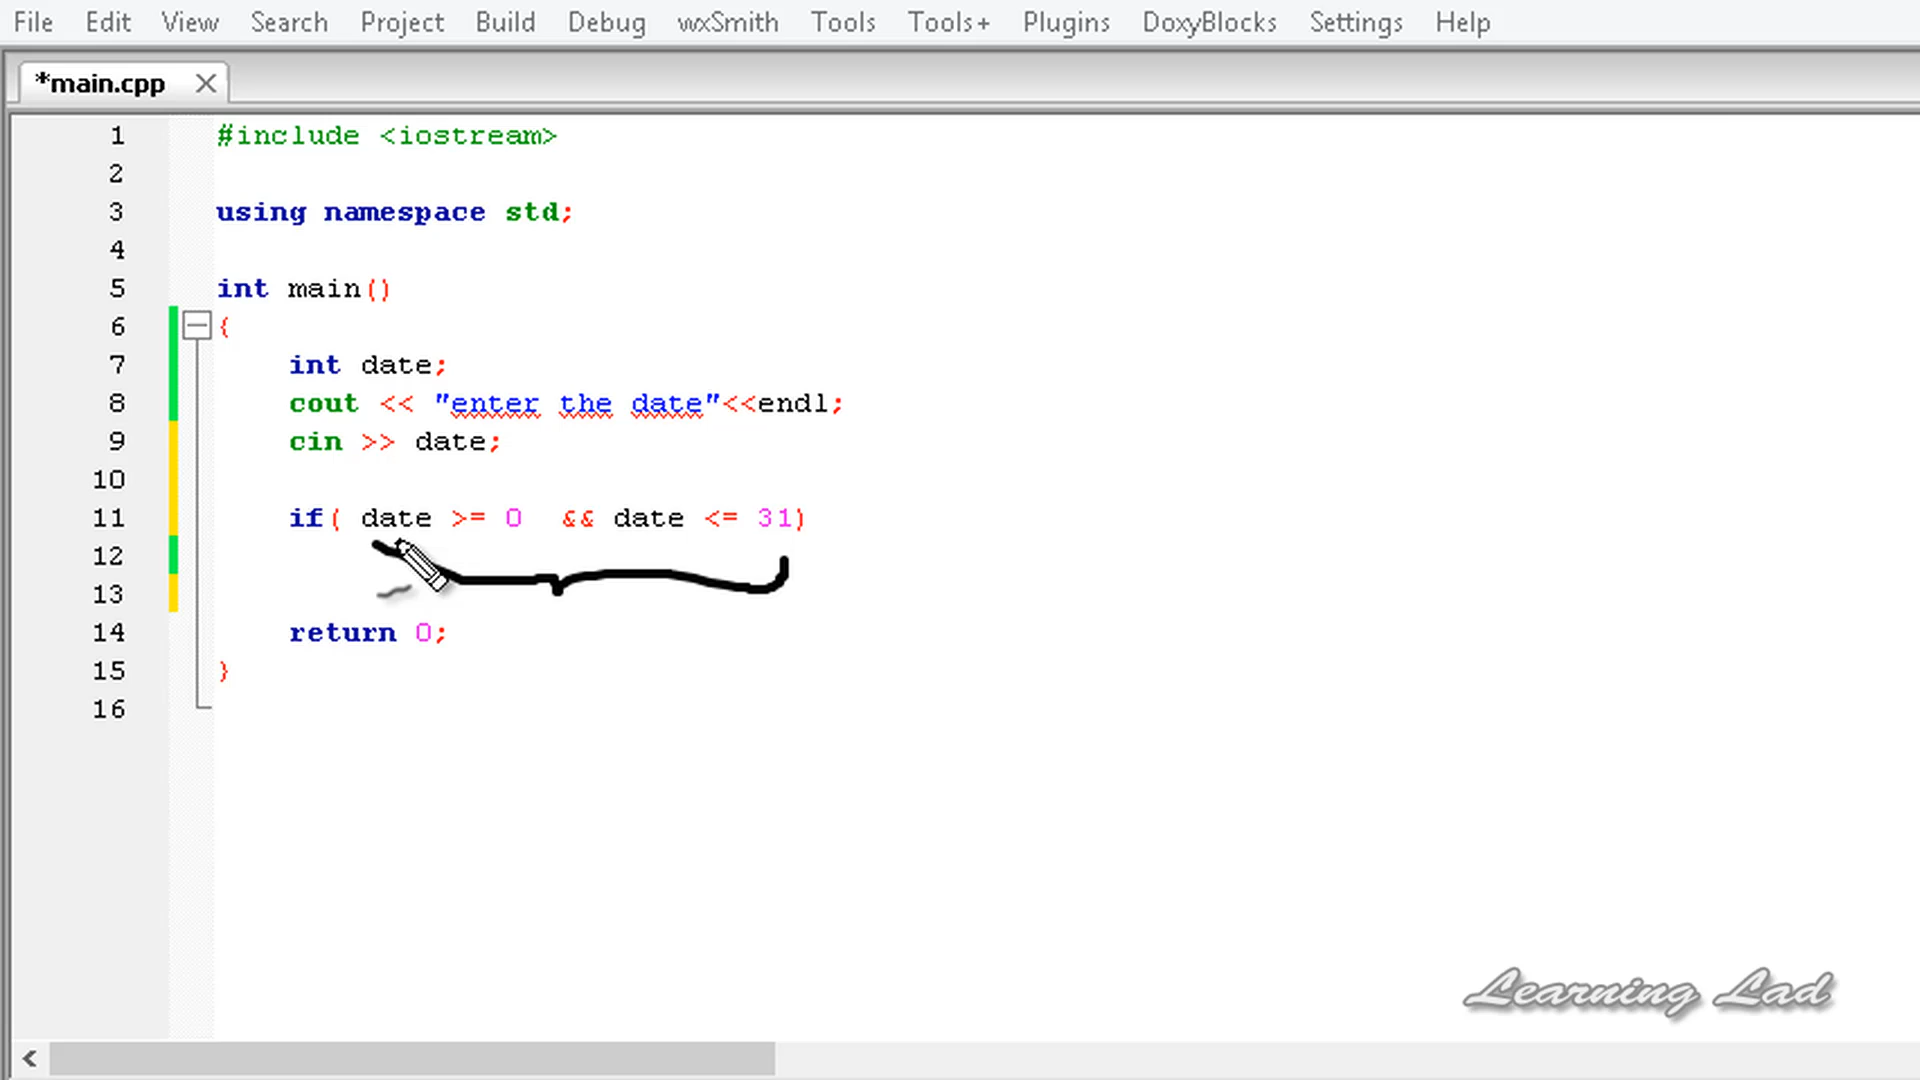 File Edit View Search Project Build Debug wxSmith Tools Tools+ Plugins DoxyBlocks Settings Help
*main.cpp
1 #include <iostream>
2
3 using namespace std;
4
5 int main()
6 {
7 int date;
8 cout << "enter the date"<<endl;
9 cin >> date;
10
11 if( date >= 0  && date <= 31)
12
13
14 return 0;
15 }
16
Learning Lad